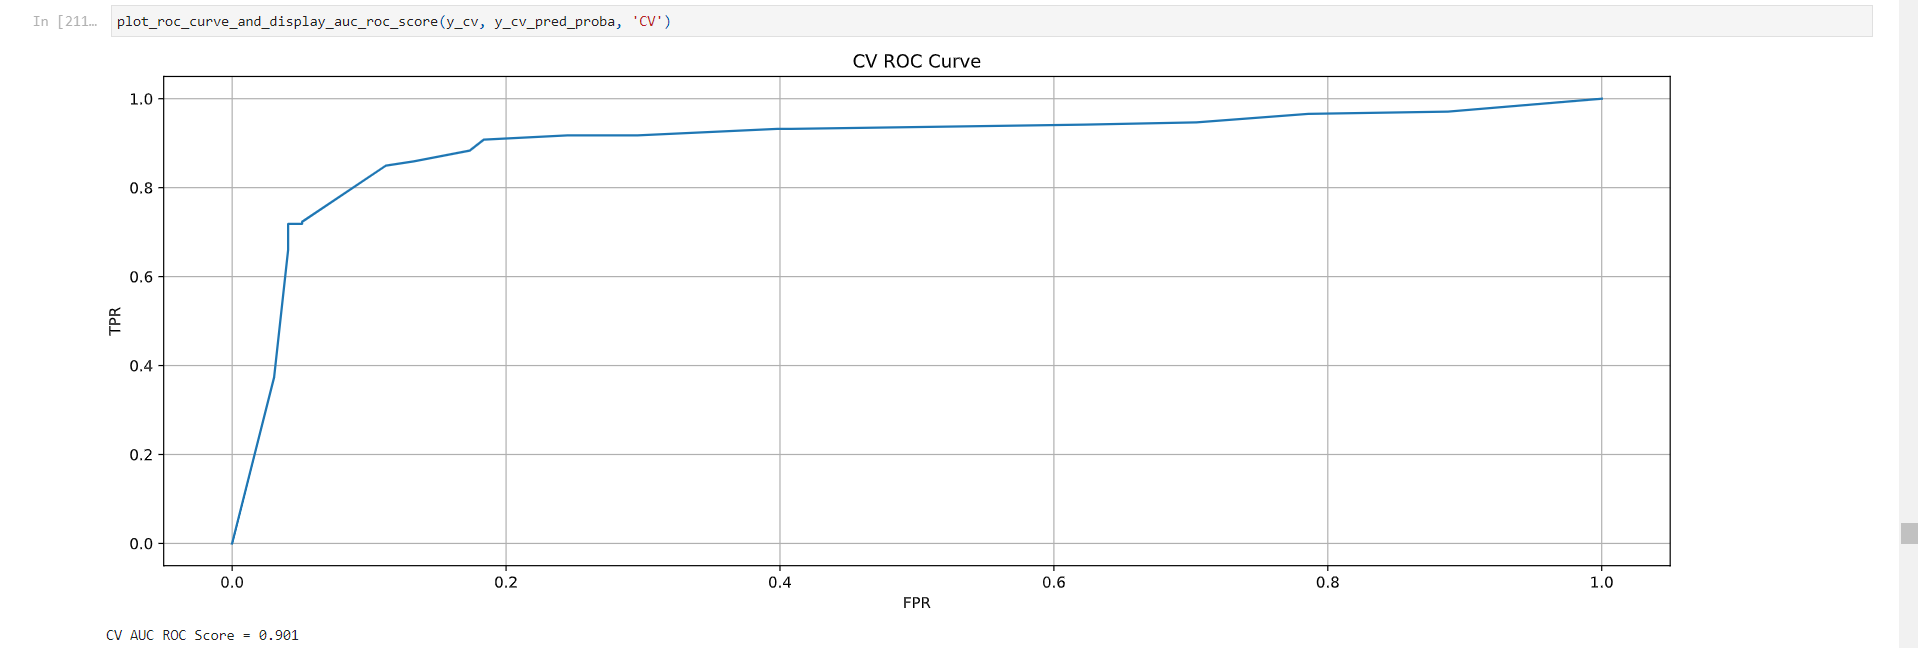 In [211… plot_roc_curve_and_display_auc_roc_score(y_cv, y_cv_pred_proba, 'CV')
CV ROC Curve
1.0
0.8
0.6
0.4
0.2
0.0
TPR
0.0 0.2 0.4 0.6 0.8 1.0
FPR
CV AUC ROC Score = 0.901